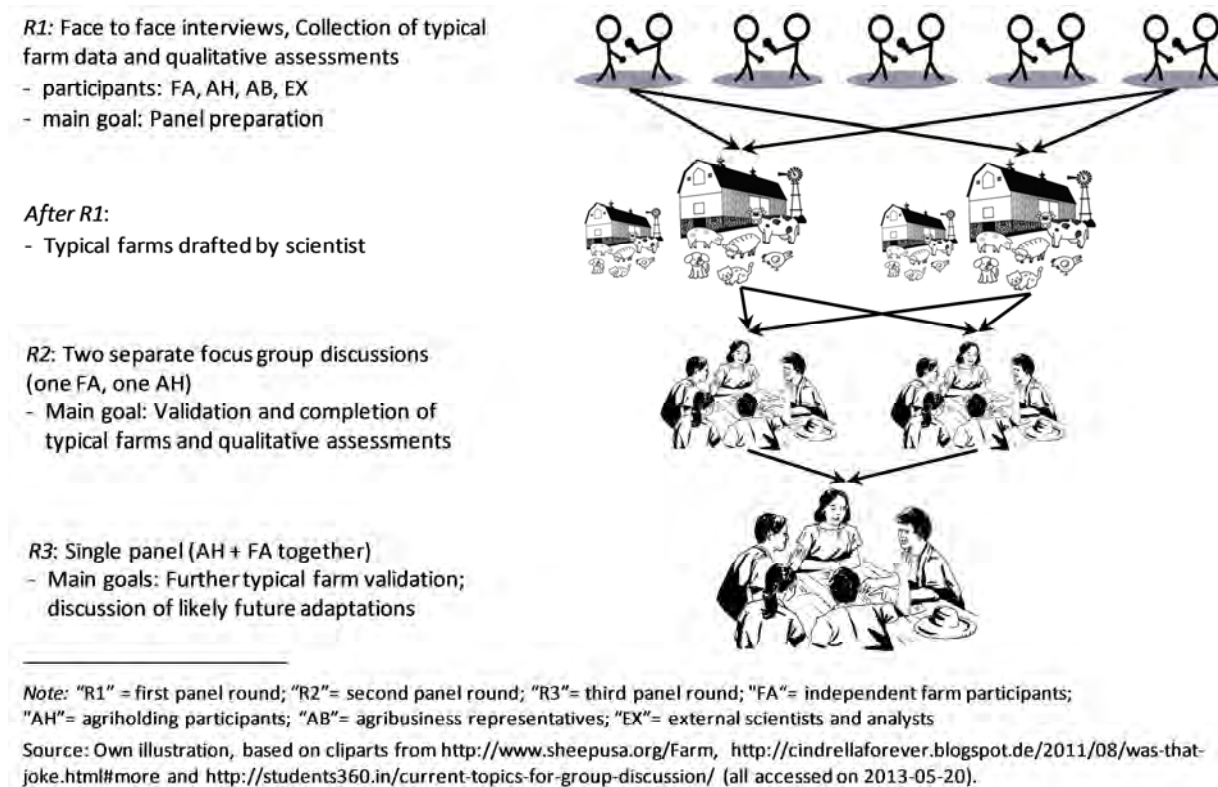 R1: Face to face interviews, Collection of typical
farm data and qualitative assessments
- participants: FA, AH, AB, EX
- main goal: Panel preparation
After R1:
- Typical farms drafted by scientist
R2: Two separate focus group discussions
(one FA, one AH)
- Main goal: Validation and completion of
typical farms and qualitative assessments
R3: Single panel (AH + FA together)
- Main goals: Further typical farm validation;
discussion of likely future adaptations
Note: “R1” = first panel round; “R2”= second panel round; “R3”= third panel round; "FA“= independent farm participants;
"AH”= agriholding participants; “AB”= agribusiness representatives; “EX”= external scientists and analysts
Source: Own illustration, based on cliparts from http://www.sheepusa.org/Farm, http://cindrellaforever.blogspot.de/2011/08/was-that-
joke.html#more and http://students360.in/current-topics-for-group-discussion/ (all accessed on 2013-05-20).